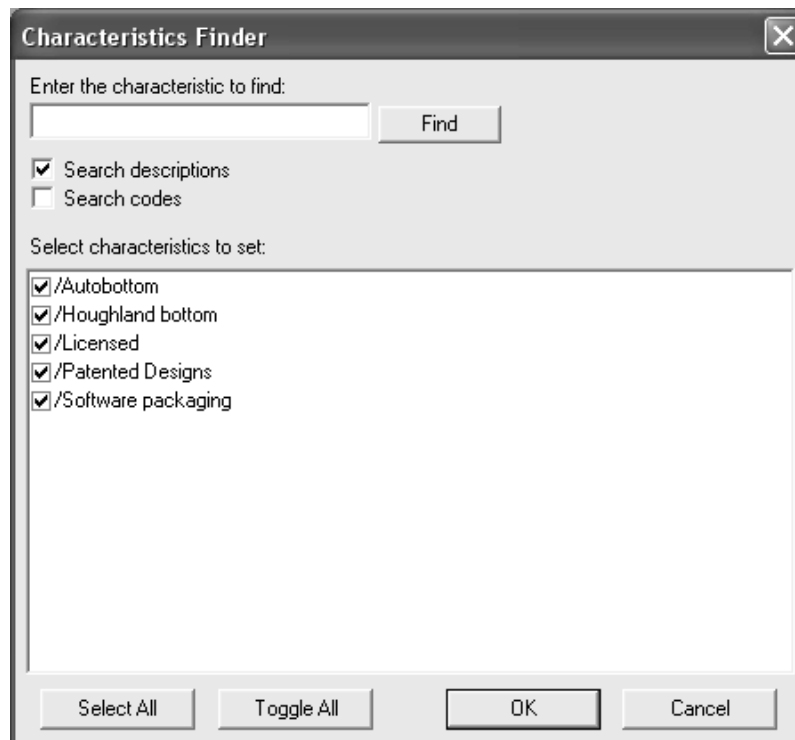 Characteristics Finder
Enter the characteristic to find:
Find
Search descriptions
Search codes
Select characteristics to set:
/Autobottom
/Houghland bottom
/Licensed
/Patented Designs
/Software packaging
Select All Toggle All OK Cancel